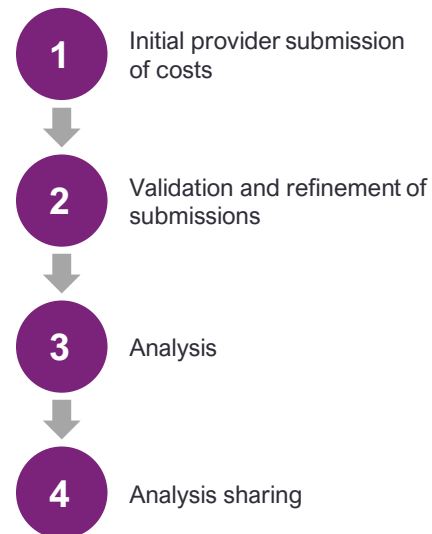 1
Initial provider submission
of costs
2
Validation and refinement of
submissions
3
Analysis
4
Analysis sharing